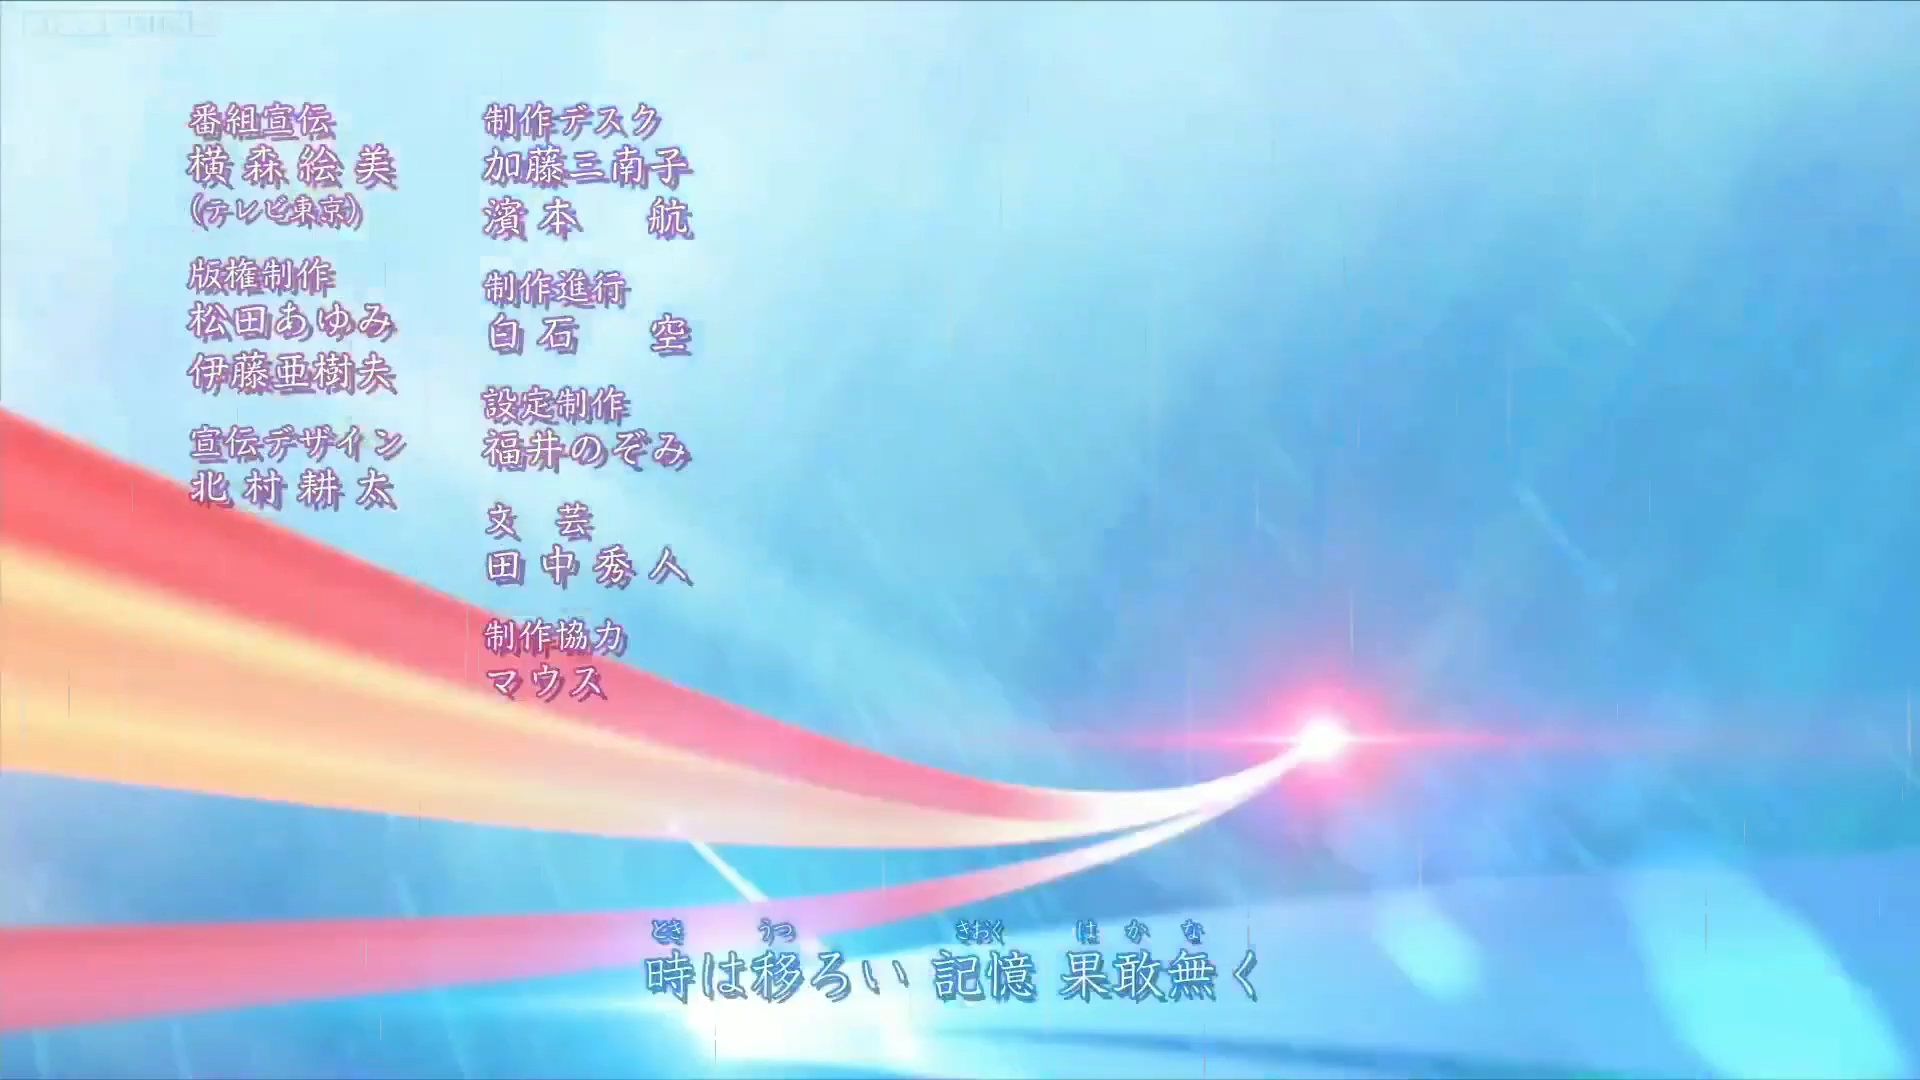 番組宣伝
横森絵美
(テレビ東京)
版権制作
松田あゆみ
伊藤亜樹夫
宣伝デザイン
北村耕太
制作デスク
加藤三南子
濱本 航
制作進行
白石 空
設定制作
福井のぞみ
文 芸
田中秀人
制作協力
マウス
とき うつ きおく は か な
時は移ろい 記憶 果敢無く